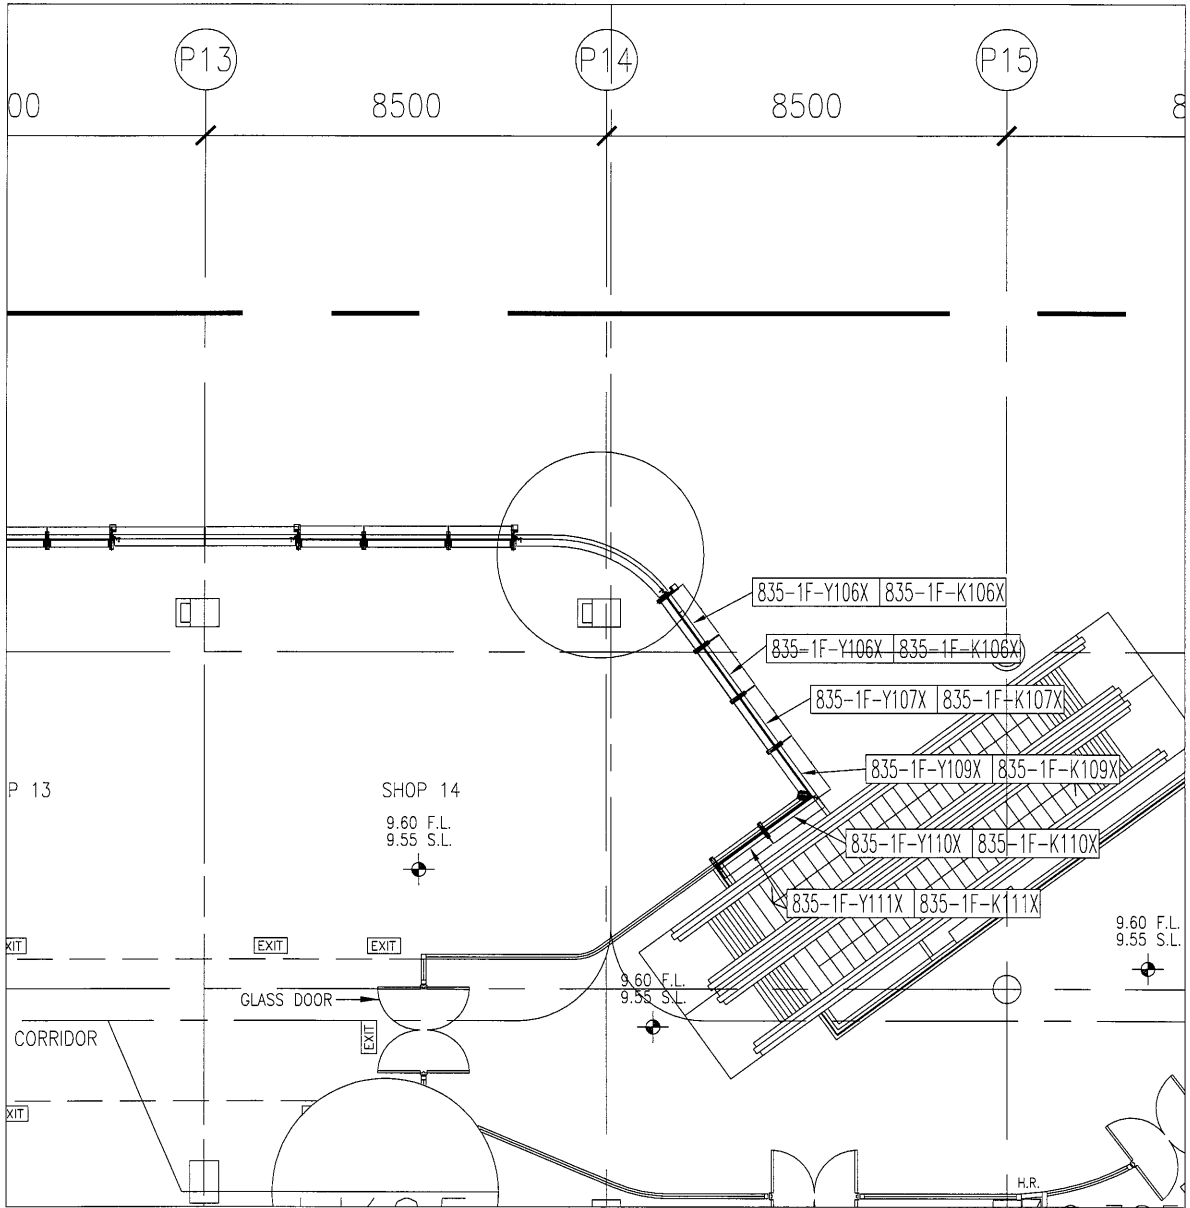 P13
P14
P15
00
8500
8500
8
835-1F-Y106X 835-1F-K106X
835-1F-Y106X 835-1F-K106X
835-1F-Y107X 835-1F-K107X
835-1F-Y109X 835-1F-K109X
P 13
SHOP 14
9.60 F.L.
9.55 S.L.
835-1F-Y110X 835-1F-K110X
835-1F-Y111X 835-1F-K111X
9.60 F.L.
9.55 S.L.
XIT
EXIT
EXIT
9.60 F.L.
9.55 S.L.
GLASS DOOR
CORRIDOR
EXIT
XIT
H.R.